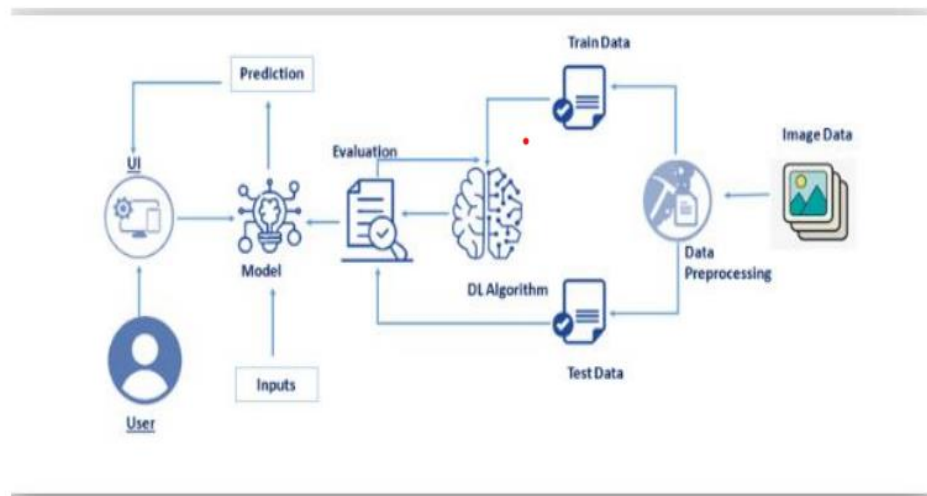 Train Data
Prediction
Image Data
Evaluation
UI
Model
DL Algorithm
Data
Preprocessing
Inputs
Test Data
User